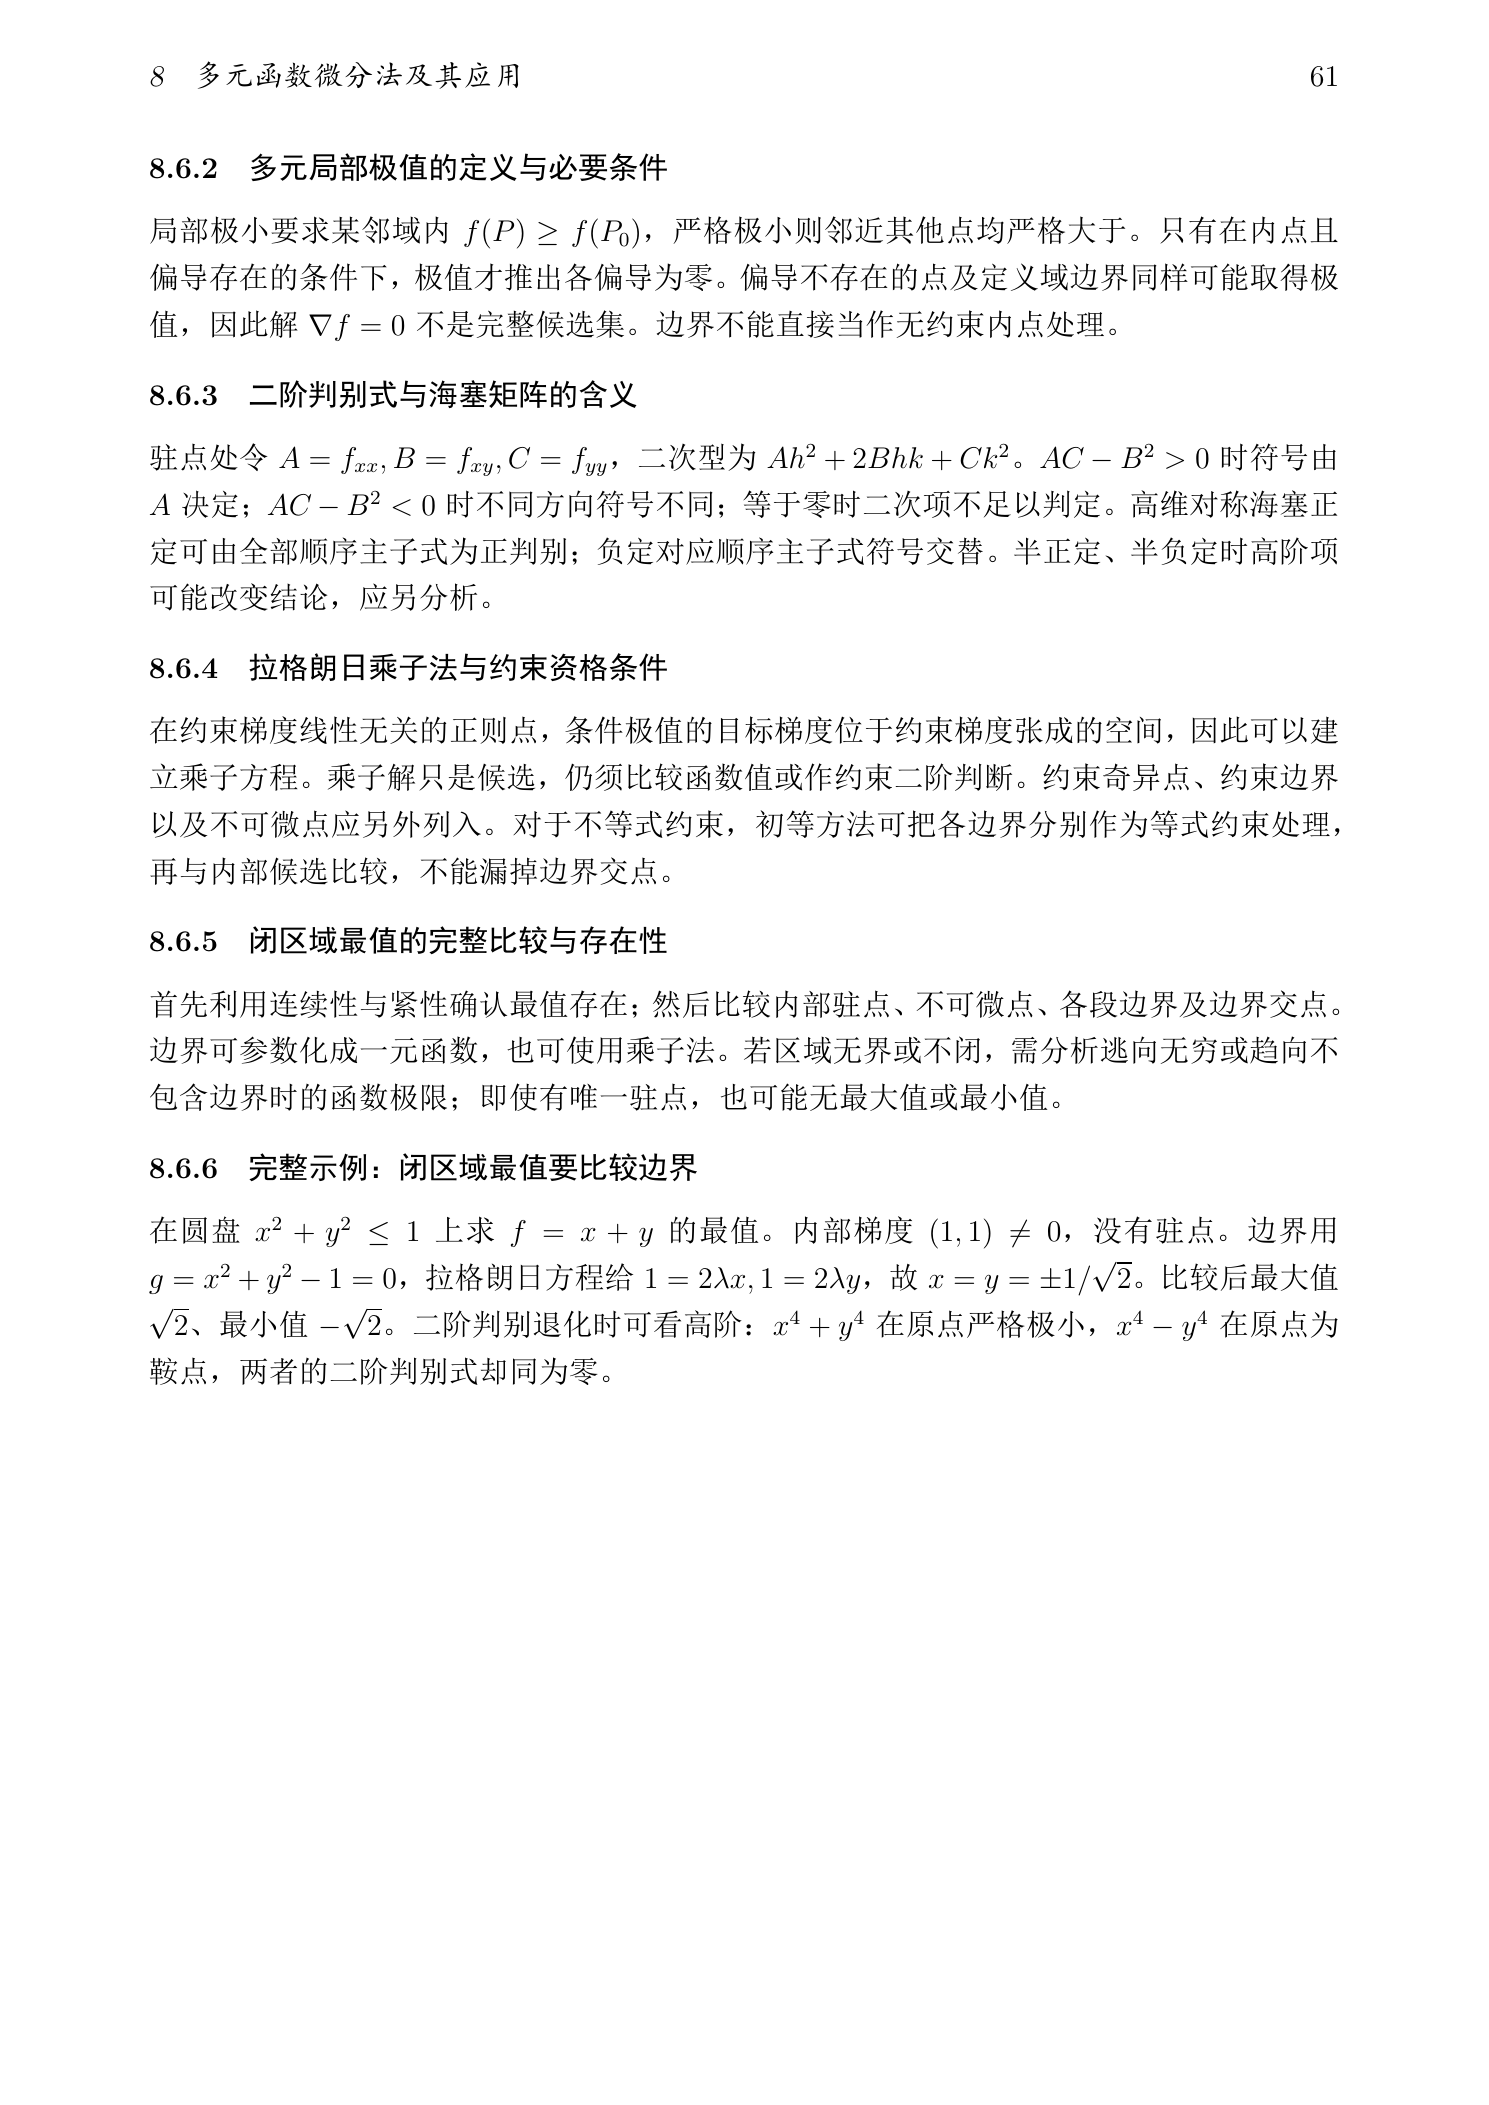 8 多元函数微分法及其应用 61
8.6.2 多元局部极值的定义与必要条件
局部极小要求某邻域内 f(P) ≥ f(P₀)，严格极小则邻近其他点均严格大于。只有在内点且
偏导存在的条件下，极值才推出各偏导为零。偏导不存在的点及定义域边界同样可能取得极
值，因此解 ∇f = 0 不是完整候选集。边界不能直接当作无约束内点处理。
8.6.3 二阶判别式与海塞矩阵的含义
驻点处令 A = f_{xx}, B = f_{xy}, C = f_{yy}，二次型为 Ah² + 2Bhk + Ck²。AC − B² > 0 时符号由
A 决定；AC − B² < 0 时不同方向符号不同；等于零时二次项不足以判定。高维对称海塞正
定可由全部顺序主子式为正判别；负定对应顺序主子式符号交替。半正定、半负定时高阶项
可能改变结论，应另分析。
8.6.4 拉格朗日乘子法与约束资格条件
在约束梯度线性无关的正则点，条件极值的目标梯度位于约束梯度张成的空间，因此可以建
立乘子方程。乘子解只是候选，仍须比较函数值或作约束二阶判断。约束奇异点、约束边界
以及不可微点应另外列入。对于不等式约束，初等方法可把各边界分别作为等式约束处理，
再与内部候选比较，不能漏掉边界交点。
8.6.5 闭区域最值的完整比较与存在性
首先利用连续性与紧性确认最值存在；然后比较内部驻点、不可微点、各段边界及边界交点。
边界可参数化成一元函数，也可使用乘子法。若区域无界或不闭，需分析逃向无穷或趋向不
包含边界时的函数极限；即使有唯一驻点，也可能无最大值或最小值。
8.6.6 完整示例：闭区域最值要比较边界
在圆盘 x² + y² ≤ 1 上求 f = x + y 的最值。内部梯度 (1, 1) ≠ 0，没有驻点。边界用
g = x² + y² − 1 = 0，拉格朗日方程给 1 = 2λx, 1 = 2λy，故 x = y = ±1/√2。比较后最大值
√2、最小值 −√2。二阶判别退化时可看高阶：x⁴ + y⁴ 在原点严格极小，x⁴ − y⁴ 在原点为
鞍点，两者的二阶判别式却同为零。